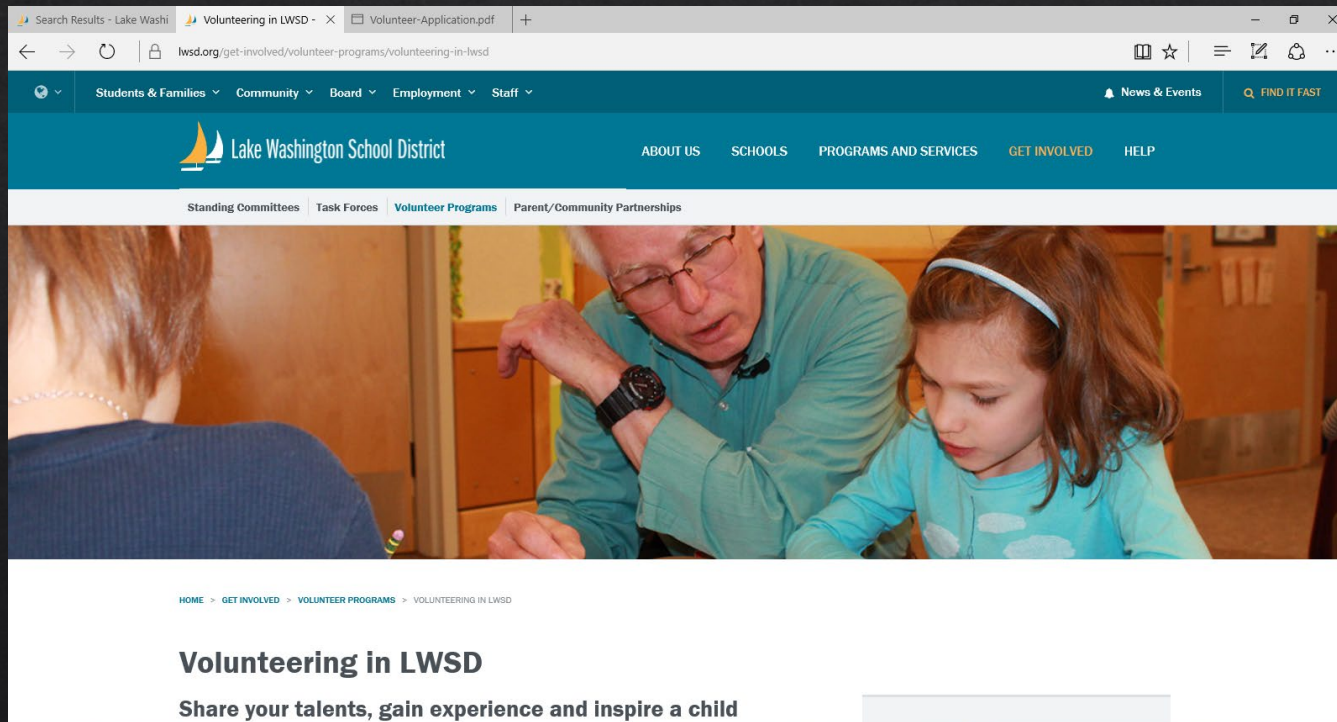 Search Results - Lake Washi Volunteering in LWSD - Volunteer-Application.pdf
lwsd.org/get-involved/volunteer-programs/volunteering-in-lwsd
Students & Families Community Board Employment Staff News & Events FIND IT FAST
Lake Washington School District ABOUT US SCHOOLS PROGRAMS AND SERVICES GET INVOLVED HELP
Standing Committees Task Forces Volunteer Programs Parent/Community Partnerships
HOME > GET INVOLVED > VOLUNTEER PROGRAMS > VOLUNTEERING IN LWSD
Volunteering in LWSD
Share your talents, gain experience and inspire a child